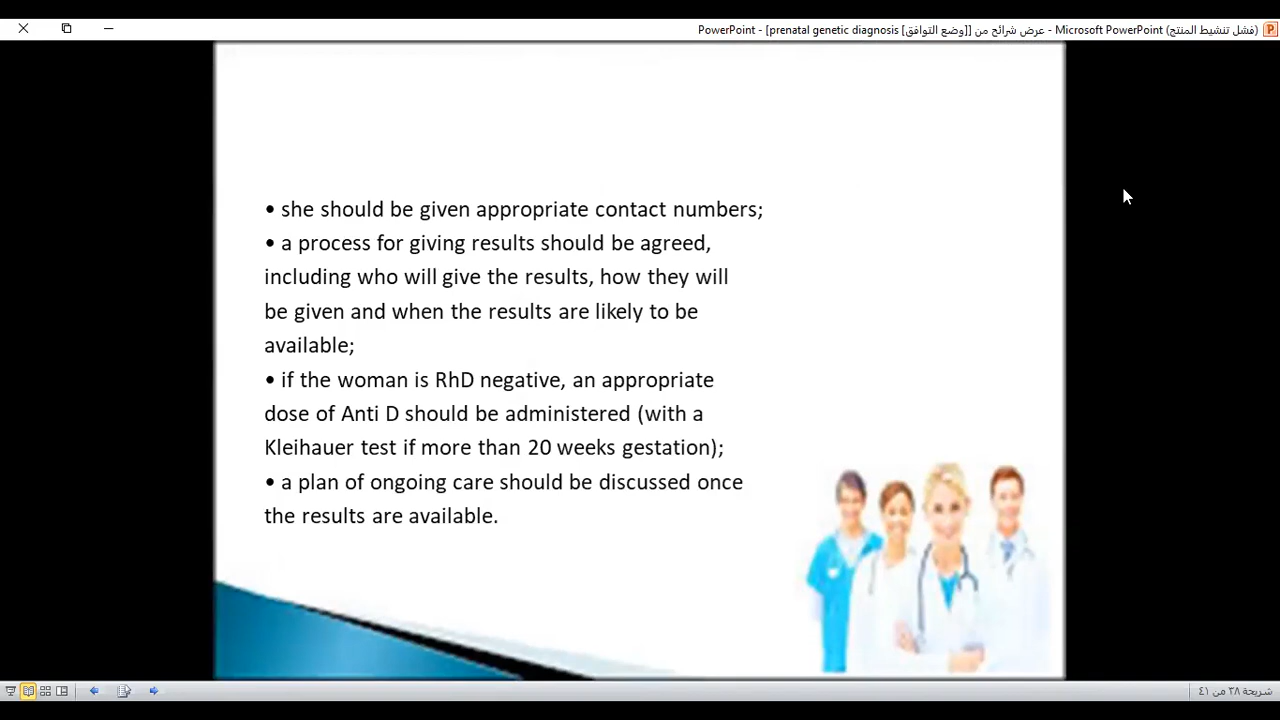 PowerPoint - [prenatal genetic diagnosis [وضع التوافق]] عرض شرائح من - Microsoft PowerPoint (فشل تنشيط المنتج)
• she should be given appropriate contact numbers;
• a process for giving results should be agreed,
including who will give the results, how they will
be given and when the results are likely to be
available;
• if the woman is RhD negative, an appropriate
dose of Anti D should be administered (with a
Kleihauer test if more than 20 weeks gestation);
• a plan of ongoing care should be discussed once
the results are available.
شريحة ٣٨ من ٤١